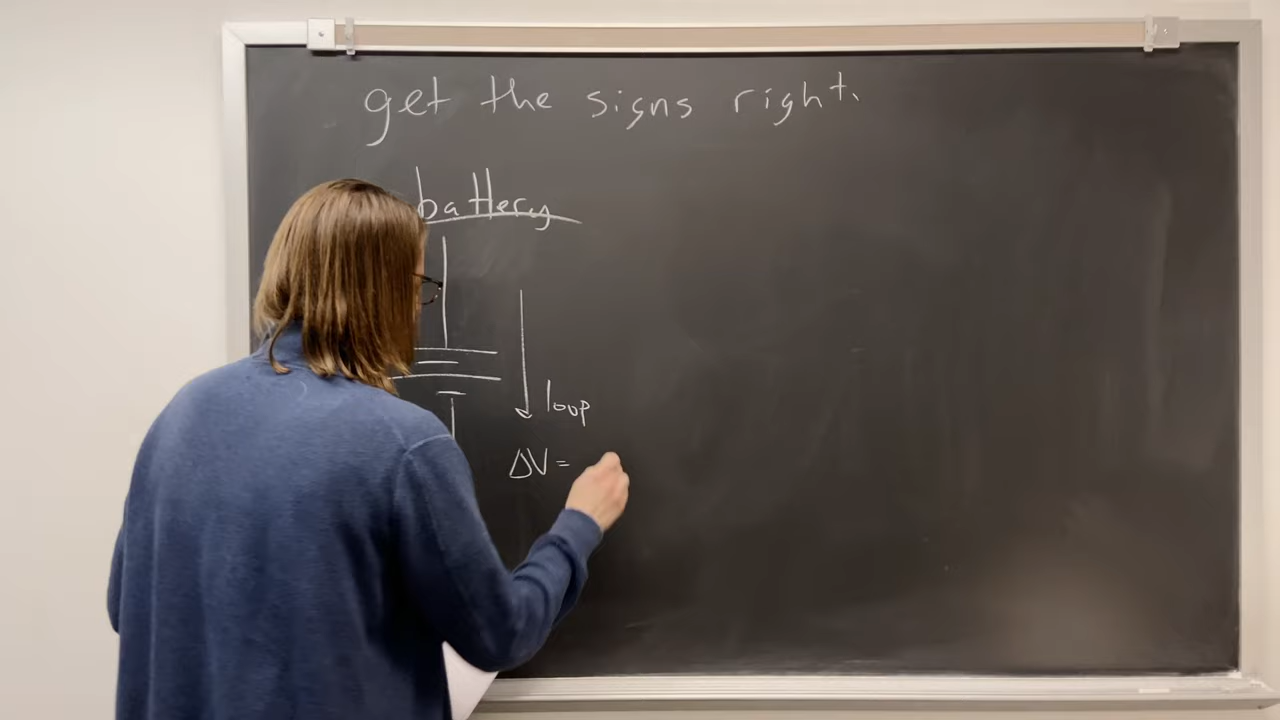 get the signs right.
battery
loop
ΔV =